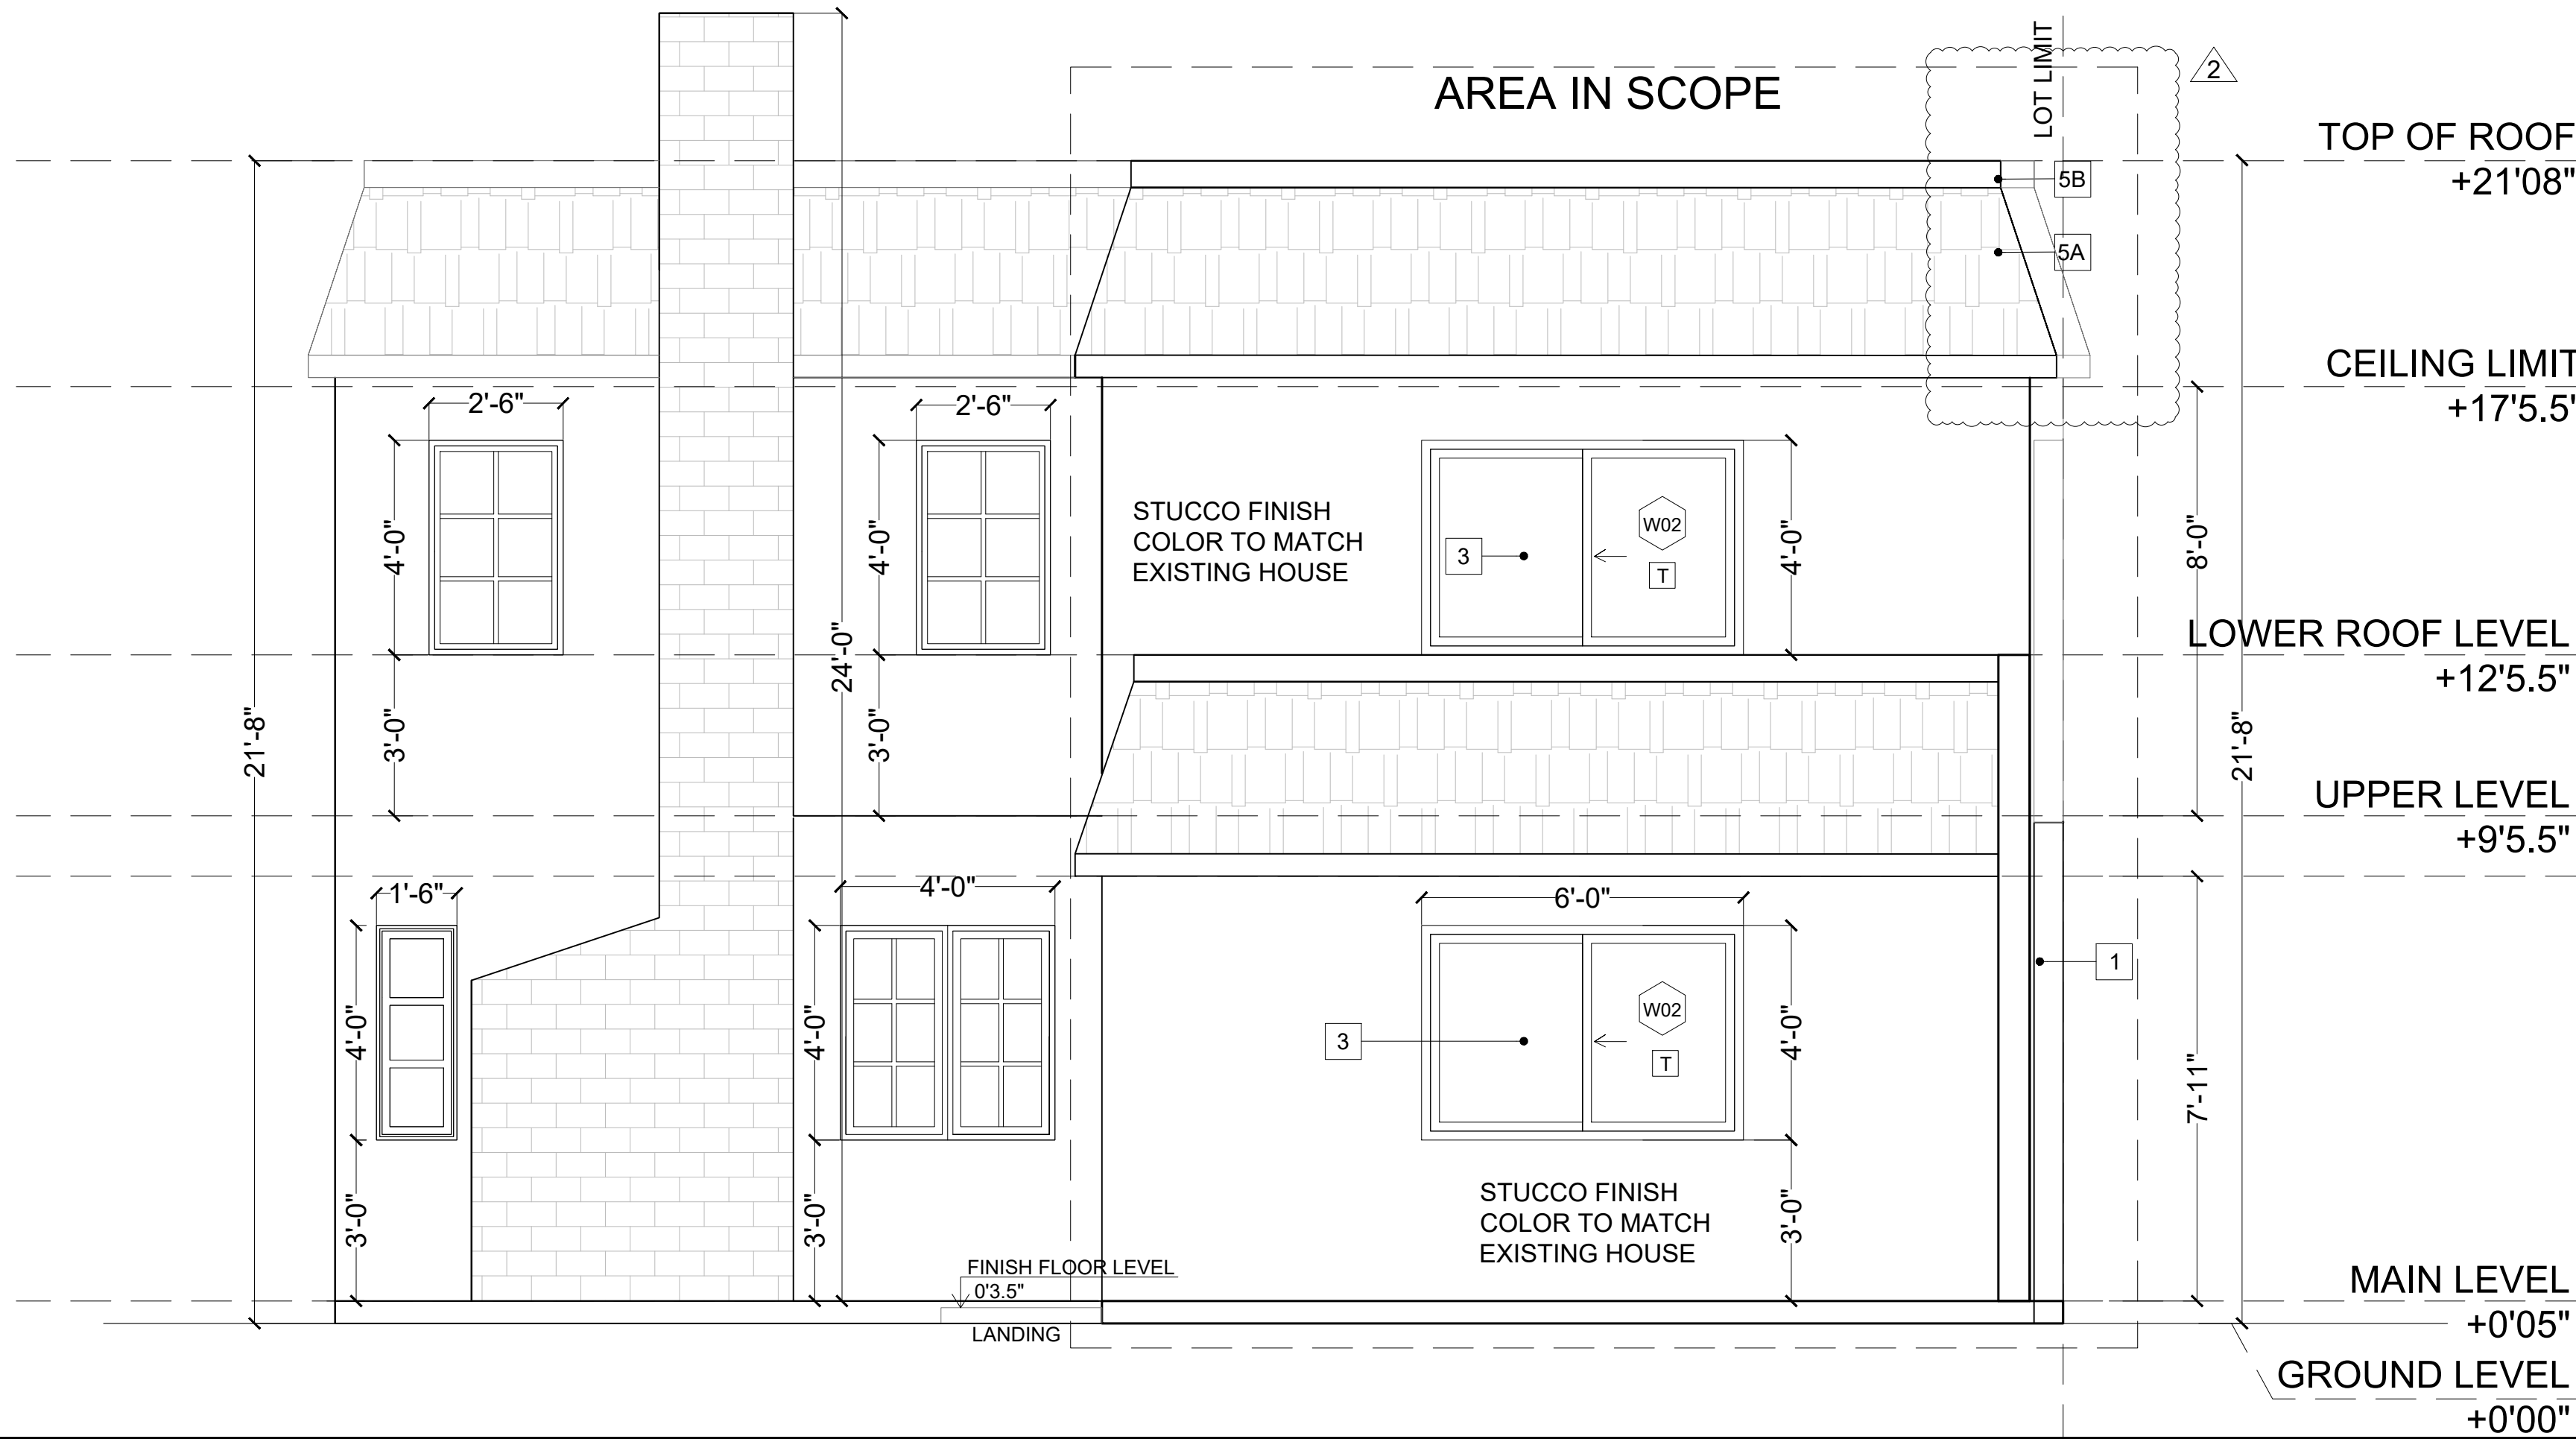 LOT LIMIT
2
AREA IN SCOPE
TOP OF ROOF
+21'08"
5B
5A
CEILING LIMIT
+17'5.5'
2'-6"
2'-6"
STUCCO FINISH
COLOR TO MATCH
EXISTING HOUSE
W02
3
T
4'-0"
4'-0"
4'-0"
8'-0"
24'-0"
LOWER ROOF LEVEL
+12'5.5"
21'-8"
3'-0"
3'-0"
21'-8"
UPPER LEVEL
+9'5.5"
1'-6"
4'-0"
6'-0"
1
W02
3
T
4'-0"
4'-0"
4'-0"
7'-11"
STUCCO FINISH
COLOR TO MATCH
EXISTING HOUSE
3'-0"
3'-0"
3'-0"
FINISH FLOOR LEVEL
0'3.5"
LANDING
MAIN LEVEL
+0'05"
GROUND LEVEL
+0'00"